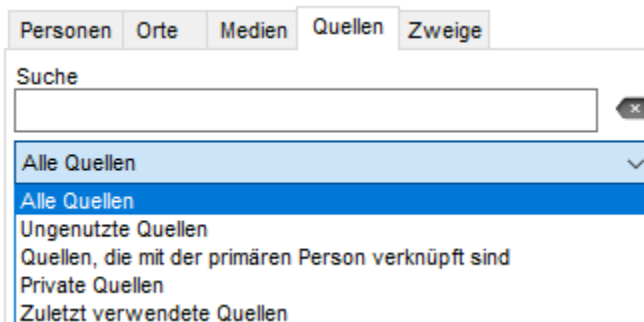 Personen Orte Medien Quellen Zweige
Suche
Alle Quellen
Alle Quellen
Ungenutzte Quellen
Quellen, die mit der primären Person verknüpft sind
Private Quellen
Zuletzt verwendete Quellen